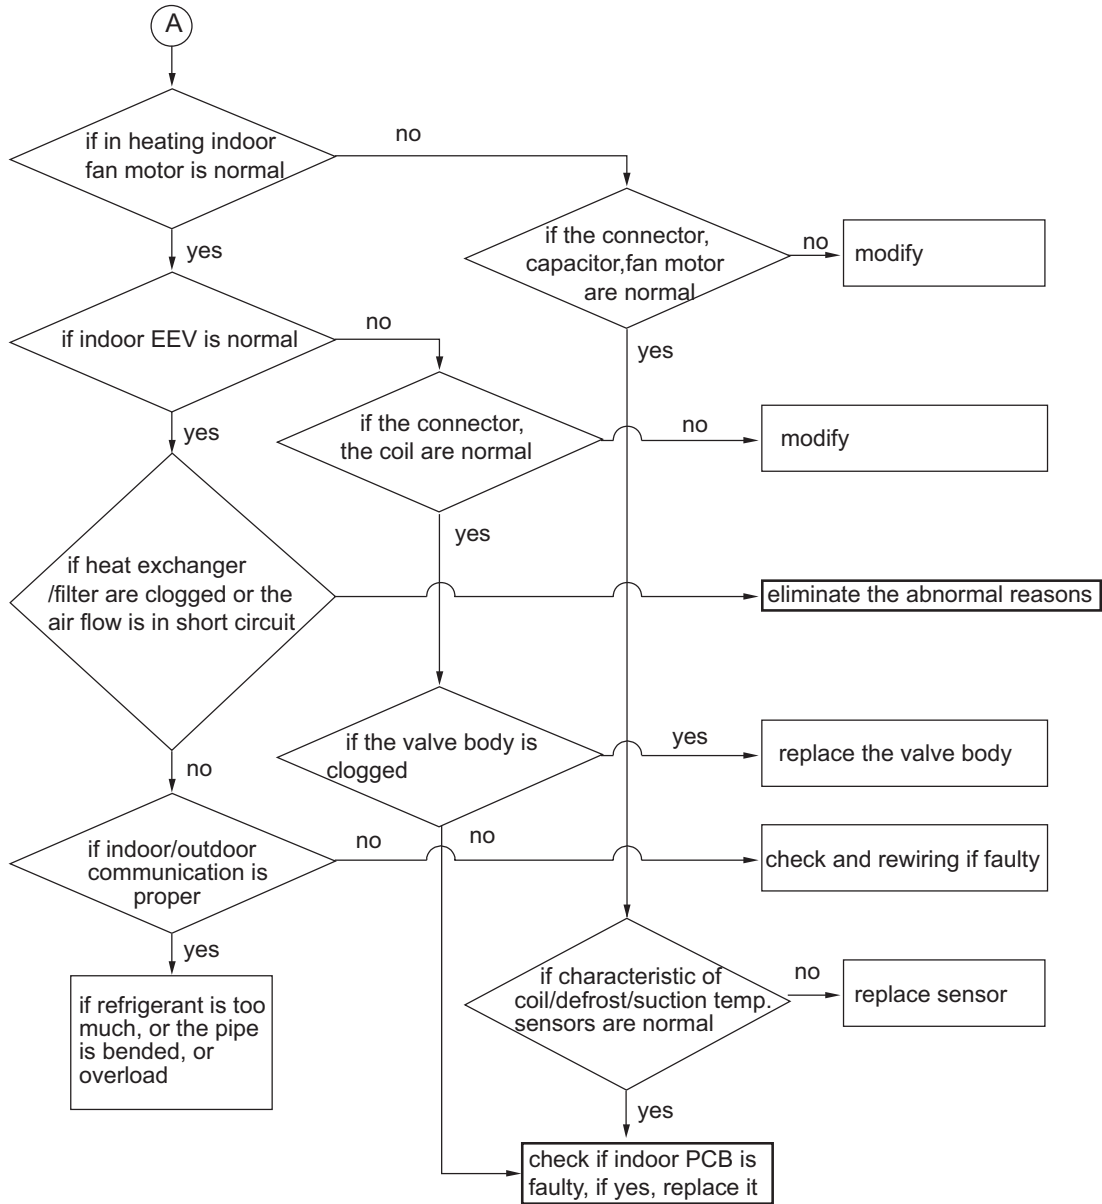 A
if in heating indoor
fan motor is normal
no
yes
if the connector,
capacitor,fan motor
are normal
no
modify
yes
if indoor EEV is normal
no
yes
if the connector,
the coil are normal
no
modify
yes
if heat exchanger
/filter are clogged or the
air flow is in short circuit
eliminate the abnormal reasons
no
if the valve body is
clogged
yes
replace the valve body
no
if indoor/outdoor
communication is
proper
no
check and rewiring if faulty
yes
if refrigerant is too
much, or the pipe
is bended, or
overload
if characteristic of
coil/defrost/suction temp.
sensors are normal
no
replace sensor
yes
check if indoor PCB is
faulty, if yes, replace it